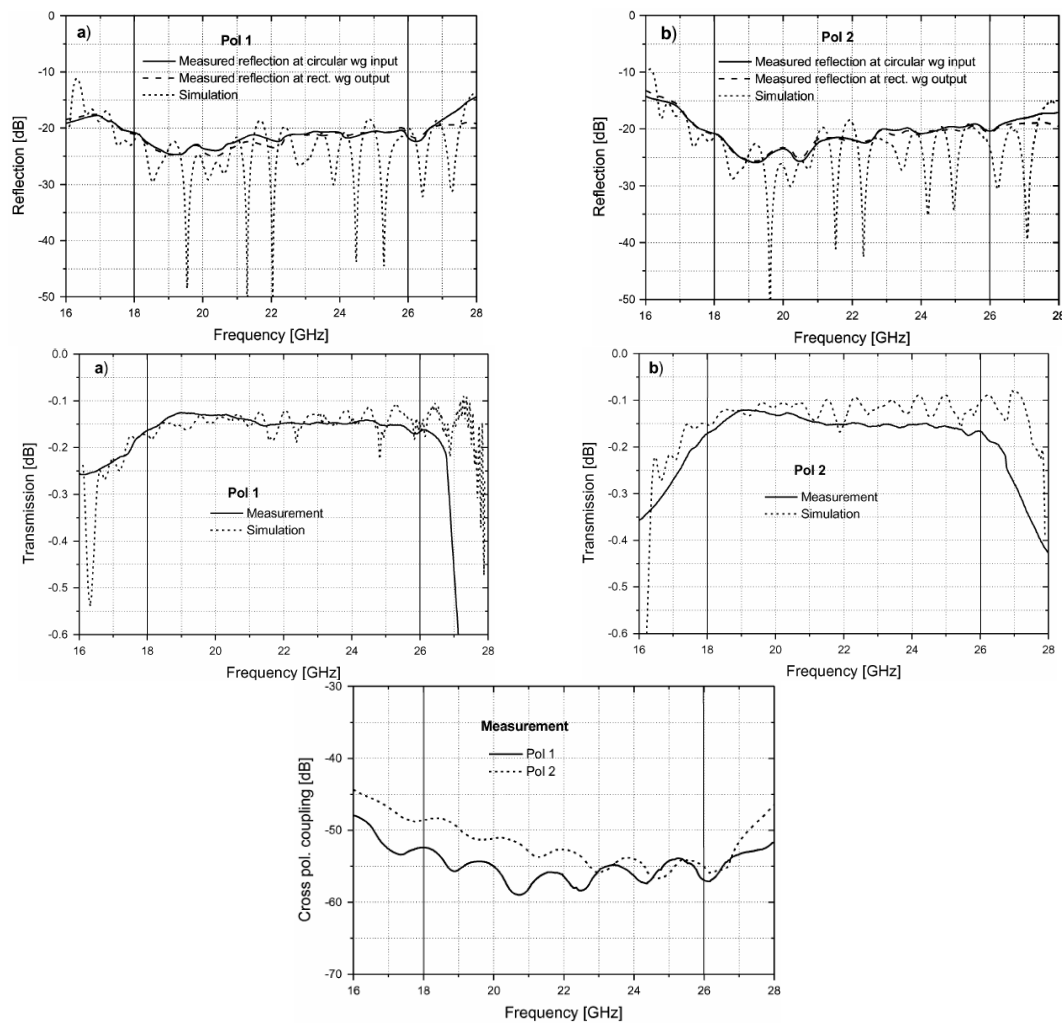 a)
Pol 1
Measured reflection at circular wg input
Measured reflection at rect. wg output
Simulation
Reflection [dB]
0
-10
-20
-30
-40
-50
16 18 20 22 24 26 28
Frequency [GHz]
b)
Pol 2
Measured reflection at circular wg input
Measured reflection at rect. wg output
Simulation
Reflection [dB]
0
-10
-20
-30
-40
-50
16 18 20 22 24 26 28
Frequency [GHz]
a)
Pol 1
Measurement
Simulation
Transmission [dB]
0.0
-0.1
-0.2
-0.3
-0.4
-0.5
-0.6
16 18 20 22 24 26 28
Frequency [GHz]
b)
Pol 2
Measurement
Simulation
Transmission [dB]
0.0
-0.1
-0.2
-0.3
-0.4
-0.5
-0.6
16 18 20 22 24 26 28
Frequency [GHz]
Measurement
Pol 1
Pol 2
Cross pol. coupling [dB]
-30
-40
-50
-60
-70
16 18 20 22 24 26 28
Frequency [GHz]